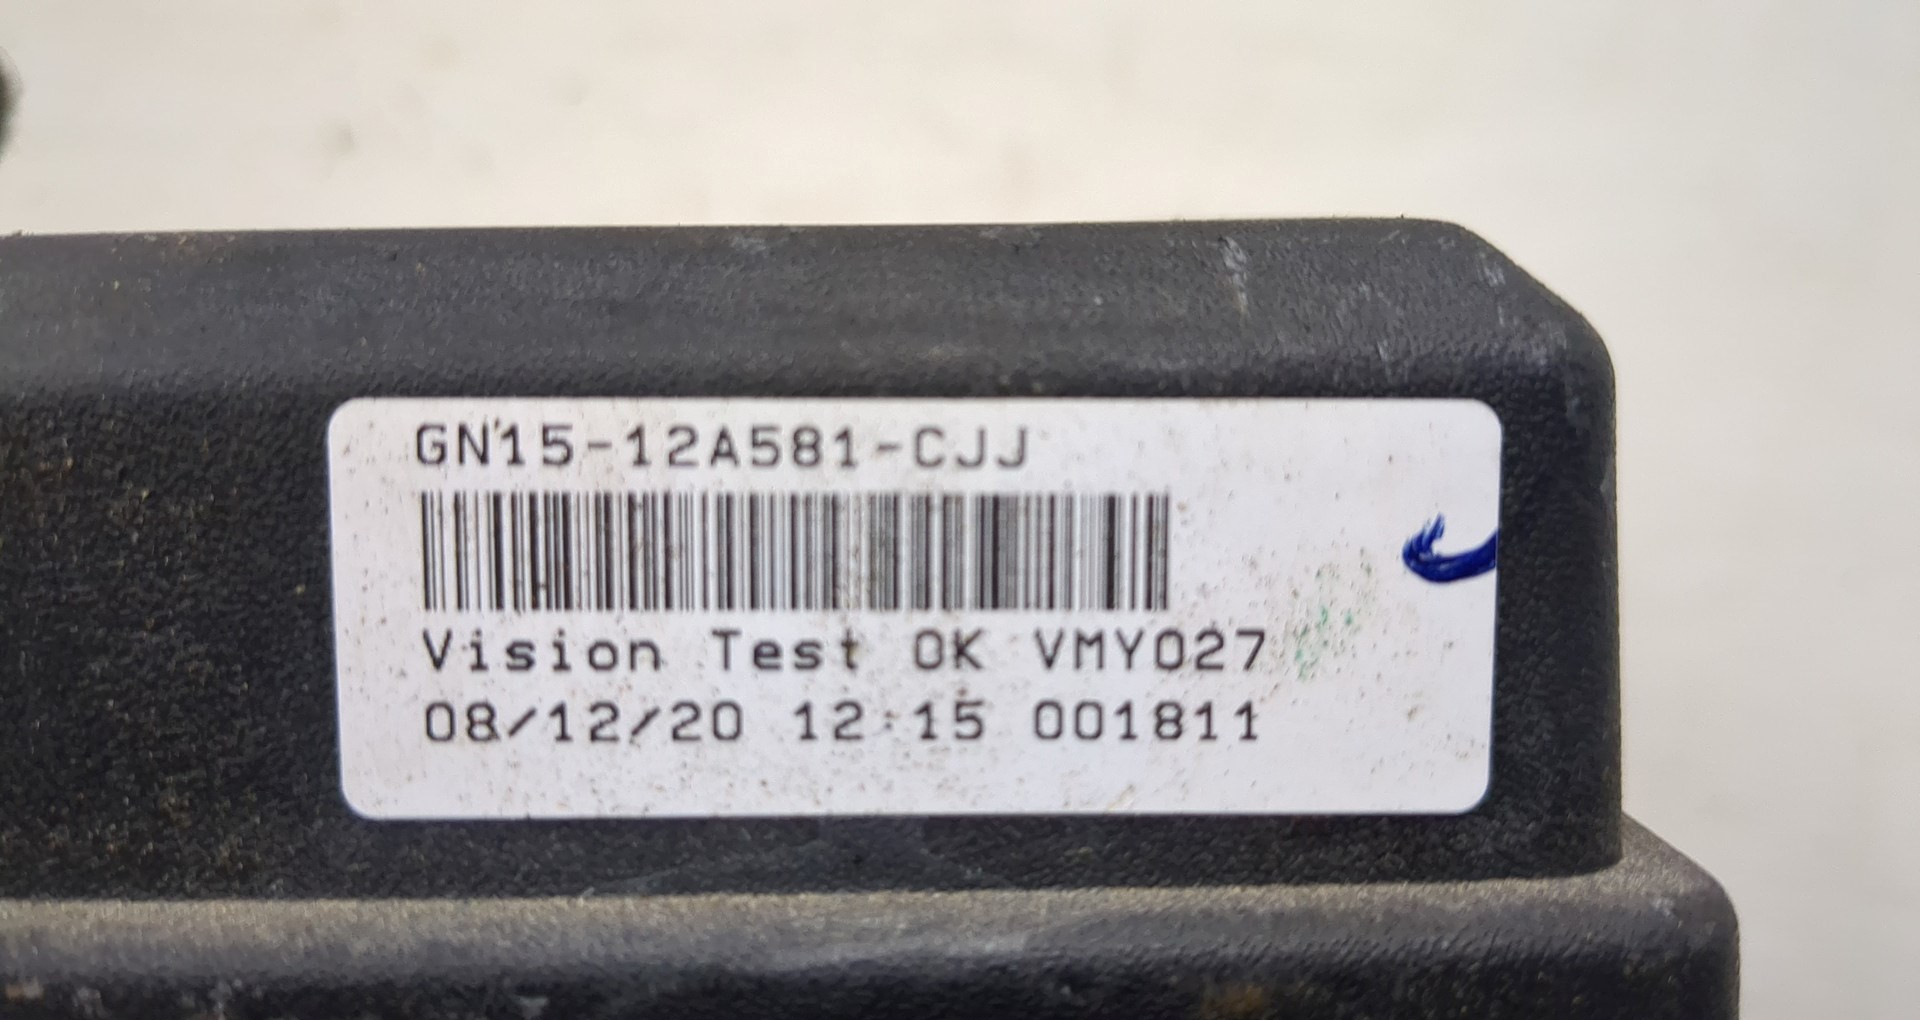 GN15-12A581-CJJ
Vision Test OK VMY027
08/12/20 12:15 001811